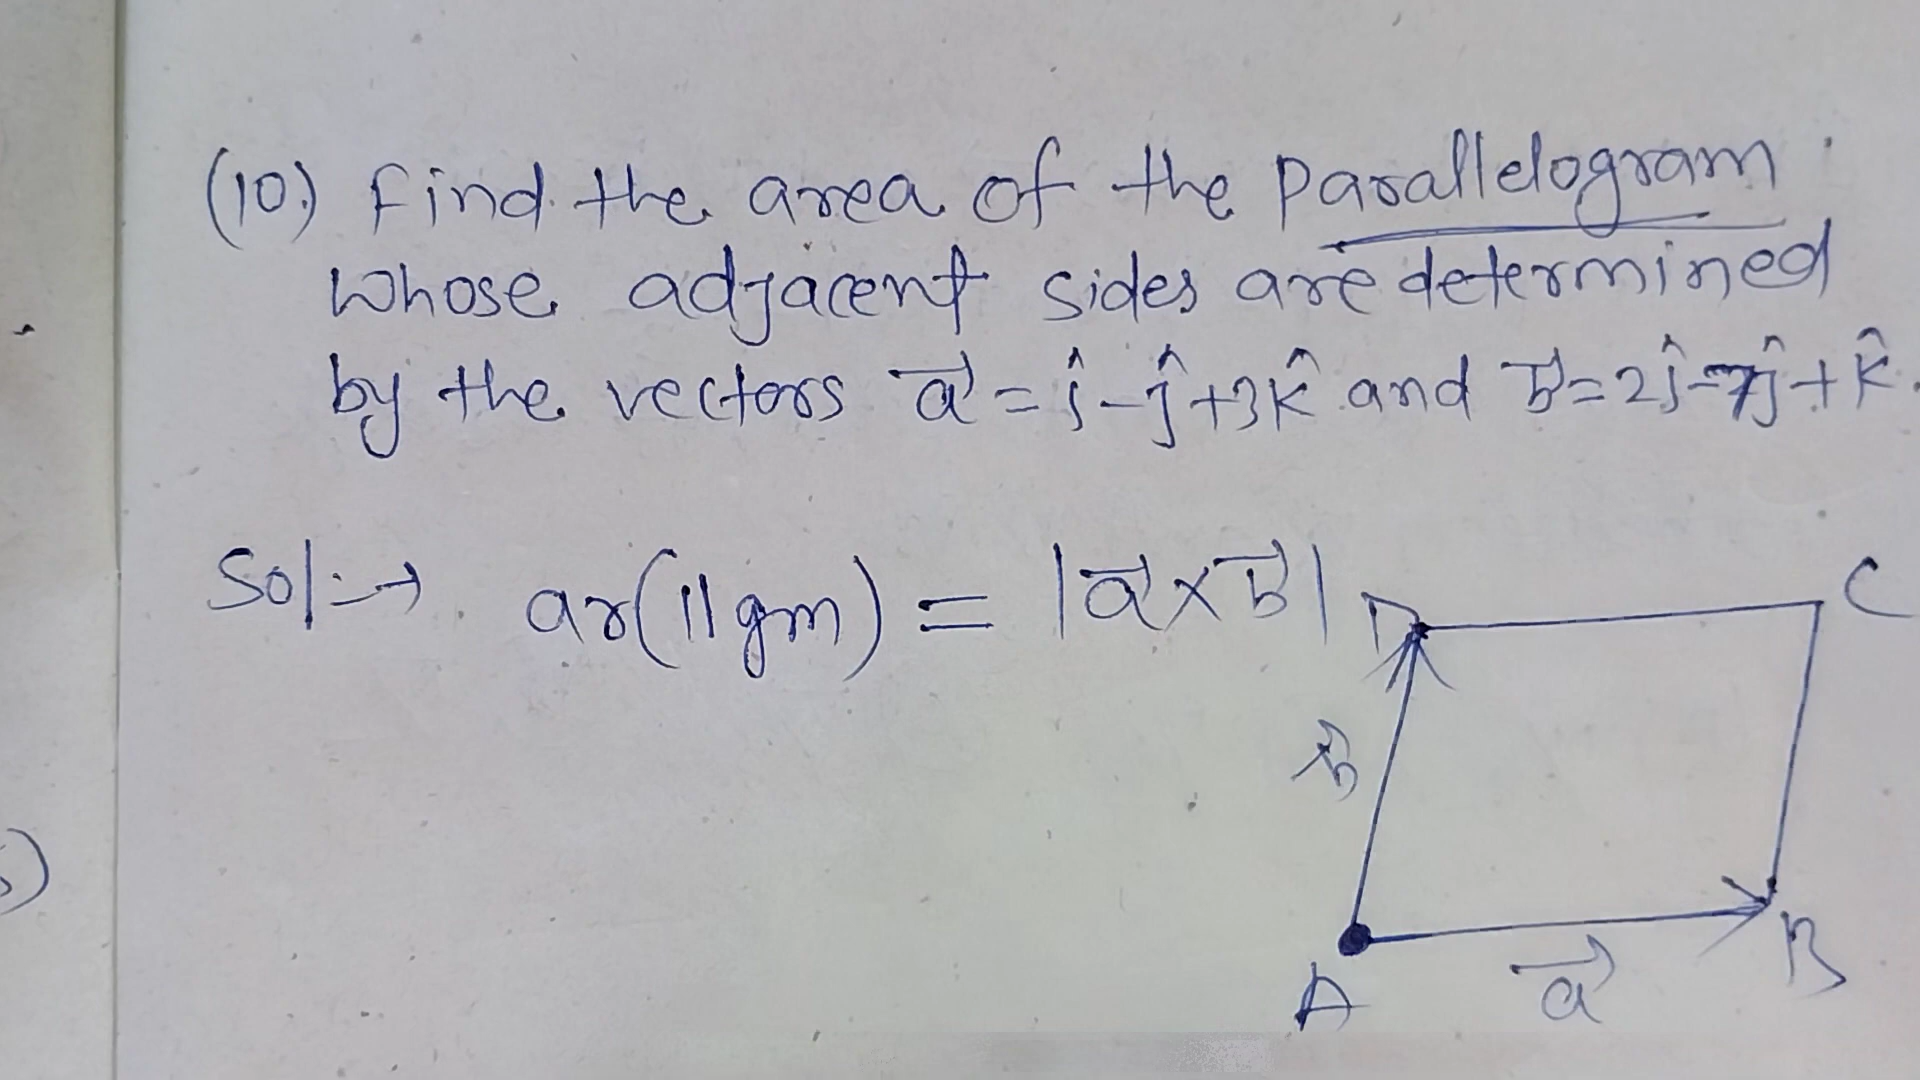 (10.) Find the area of the Parallelogram
whose adjacent sides are determined
by the vectors a⃗ = î - ĵ + 3k̂ and b⃗ = 2î - 7ĵ + k̂.
Sol :→ ar(||gm) = |a⃗ × b⃗|
D
C
b⃗
A
a⃗
B